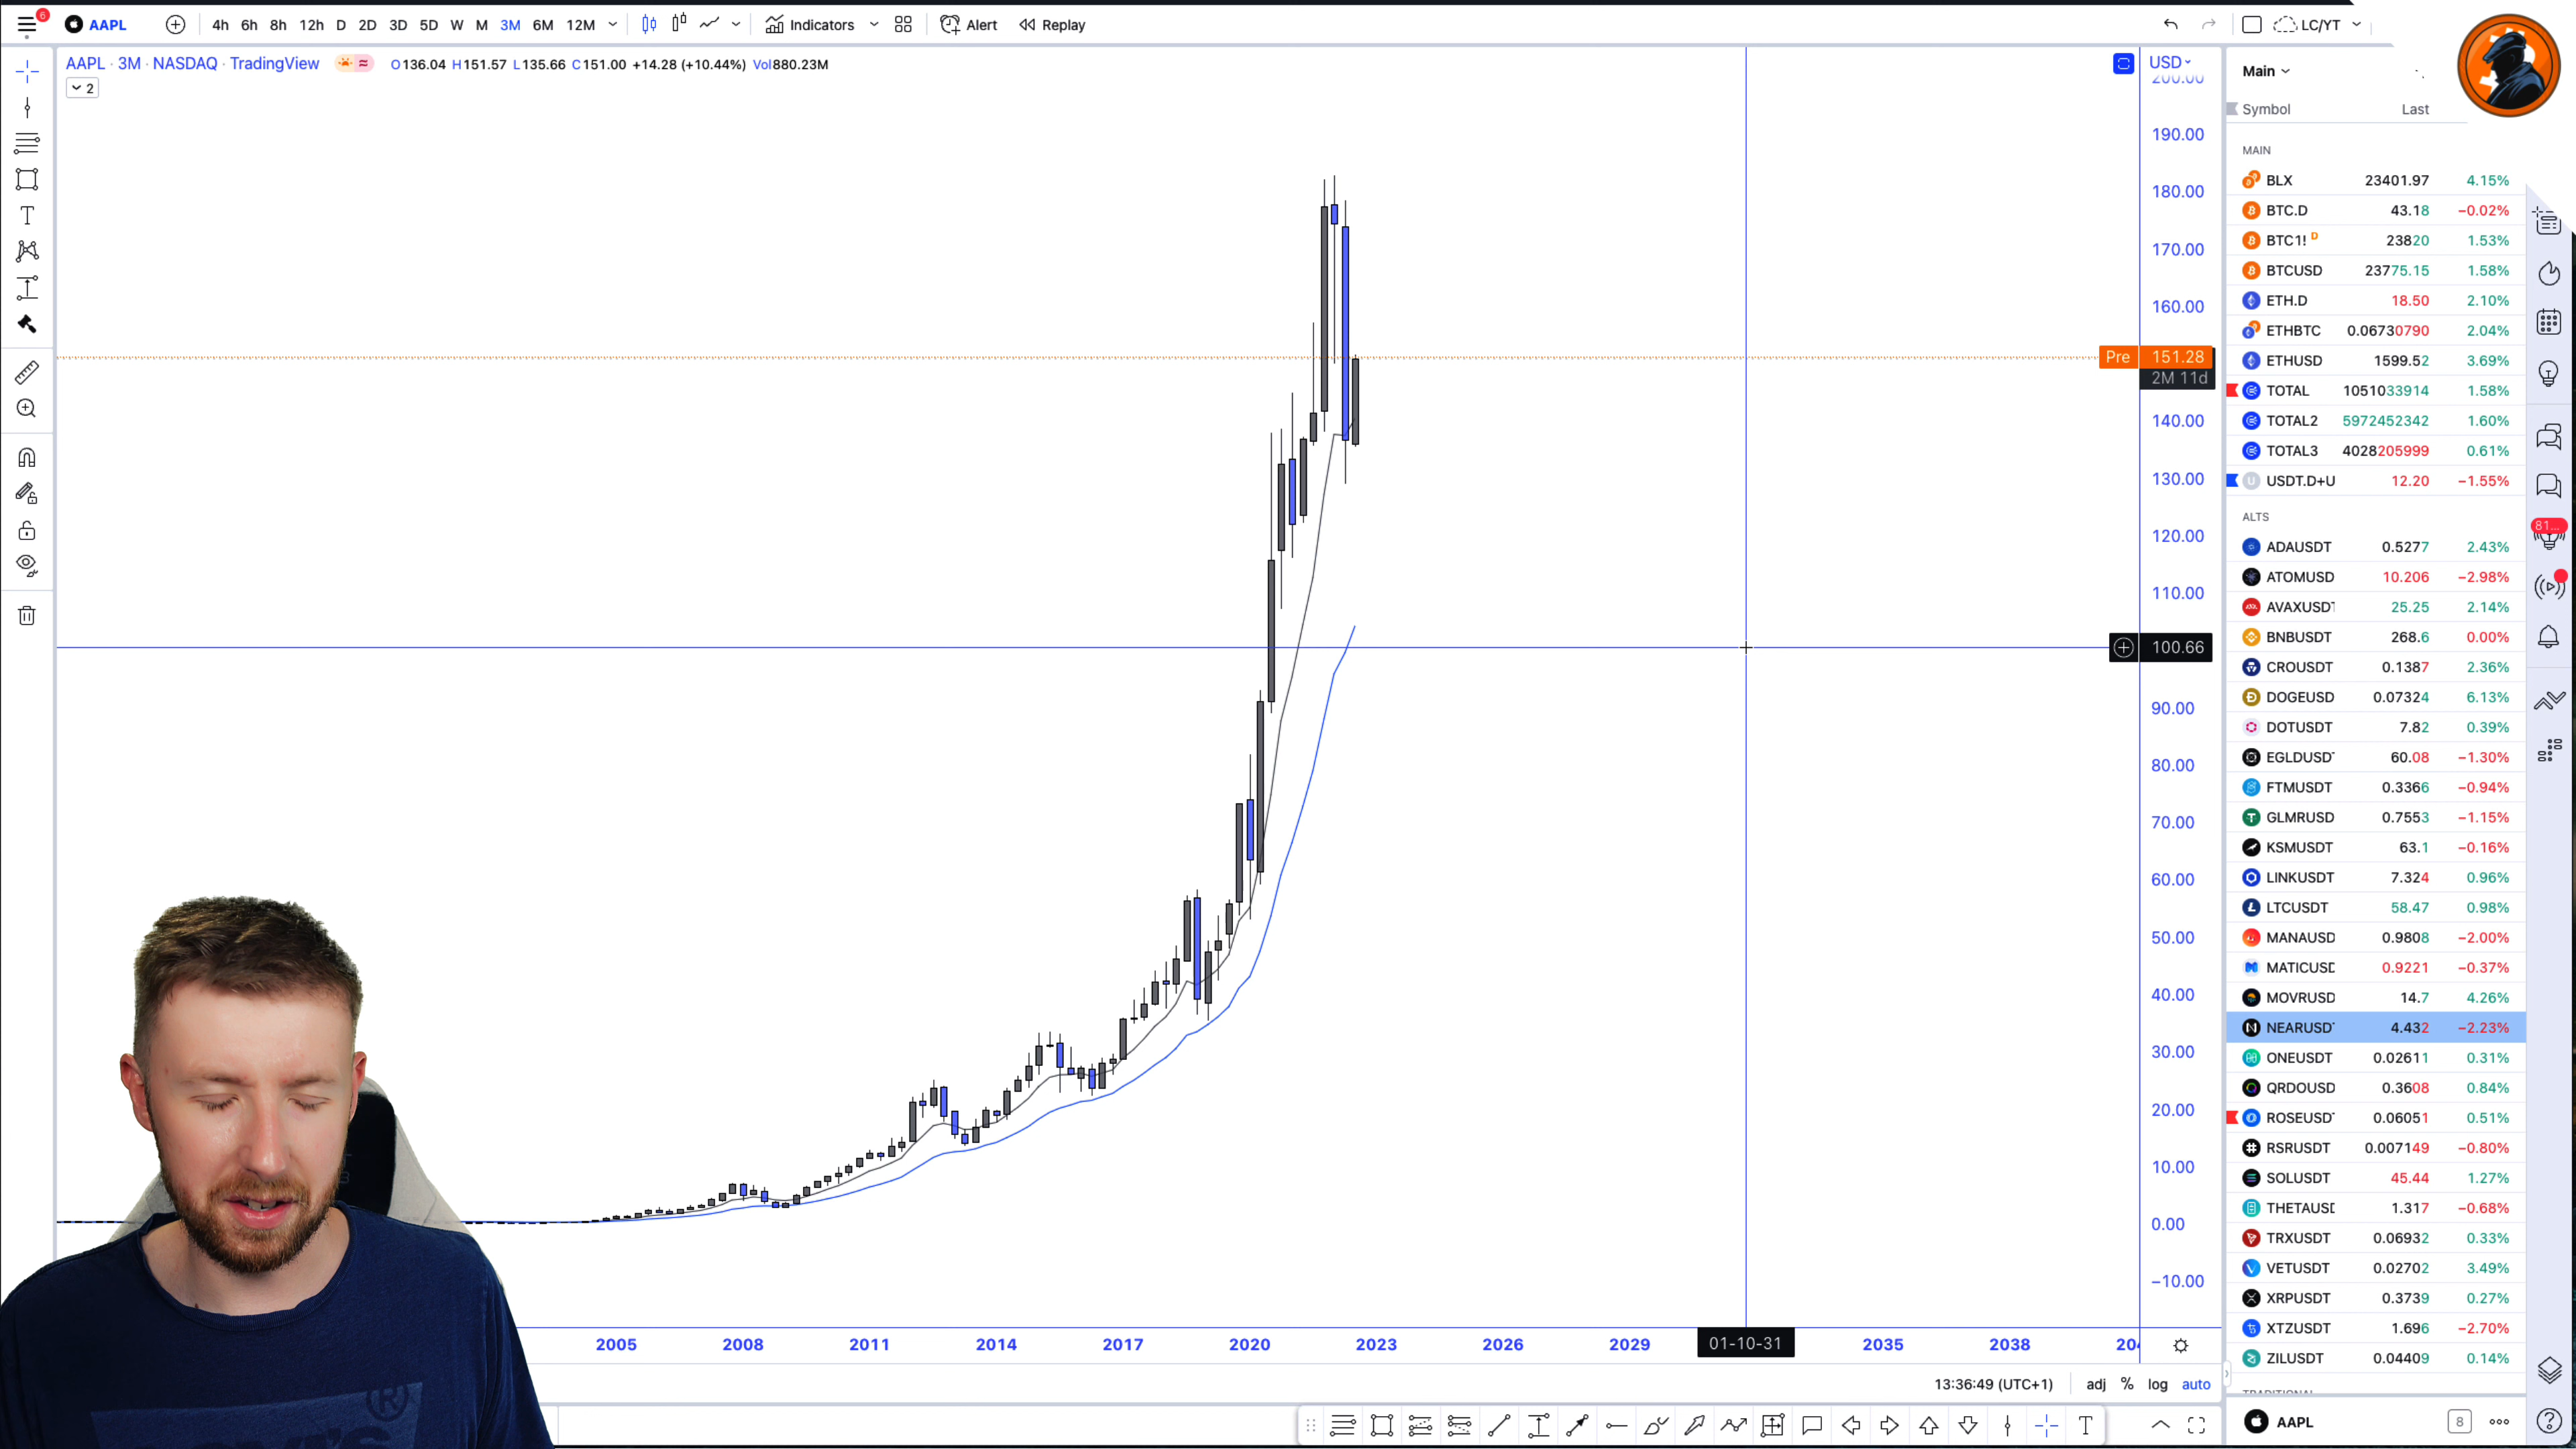 6 AAPL 4h 6h 8h 12h D 2D 3D 5D W M 3M 6M 12M Indicators Alert Replay LC/YT
AAPL · 3M · NASDAQ · TradingView O136.04 H151.57 L135.66 C151.00 +14.28 (+10.44%) Vol880.23M
2
USD
200.00
190.00
180.00
170.00
160.00
Pre 151.28
2M 11d
140.00
130.00
120.00
110.00
100.66
90.00
80.00
70.00
60.00
50.00
40.00
30.00
20.00
10.00
0.00
−10.00
2005 2008 2011 2014 2017 2020 2023 2026 2029 01-10-31 2035 2038
13:36:49 (UTC+1) adj % log auto
Main
Symbol Last
MAIN
BLX 23401.97 4.15%
BTC.D 43.18 −0.02%
BTC1! D 23820 1.53%
BTCUSD 23775.15 1.58%
ETH.D 18.50 2.10%
ETHBTC 0.06730790 2.04%
ETHUSD 1599.52 3.69%
TOTAL 1051033914 1.58%
TOTAL2 5972452342 1.60%
TOTAL3 4028205999 0.61%
USDT.D+U 12.20 −1.55%
ALTS
ADAUSDT 0.5277 2.43%
ATOMUSD 10.206 −2.98%
AVAXUSDT 25.25 2.14%
BNBUSDT 268.6 0.00%
CROUSDT 0.1387 2.36%
DOGEUSD 0.07324 6.13%
DOTUSDT 7.82 0.39%
EGLDUSDT 60.08 −1.30%
FTMUSDT 0.3366 −0.94%
GLMRUSD 0.7553 −1.15%
KSMUSDT 63.1 −0.16%
LINKUSDT 7.324 0.96%
LTCUSDT 58.47 0.98%
MANAUSD 0.9808 −2.00%
MATICUSD 0.9221 −0.37%
MOVRUSD 14.7 4.26%
NEARUSDT 4.432 −2.23%
ONEUSDT 0.02611 0.31%
QRDOUSD 0.3608 0.84%
ROSEUSDT 0.06051 0.51%
RSRUSDT 0.007149 −0.80%
SOLUSDT 45.44 1.27%
THETAUSD 1.317 −0.68%
TRXUSDT 0.06932 0.33%
VETUSDT 0.02702 3.49%
XRPUSDT 0.3739 0.27%
XTZUSDT 1.696 −2.70%
ZILUSDT 0.04409 0.14%
81...
AAPL 8